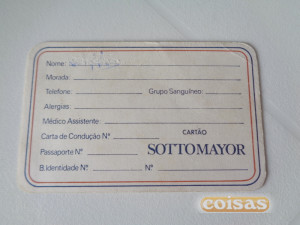 Nome:
Morada:
Telefone: Grupo Sanguíneo:
Alergias:
Médico Assistente:
Carta de Condução Nº CARTÃO
Passaporte Nº SOTTOMAYOR
B. Identidade Nº Nº
coisas